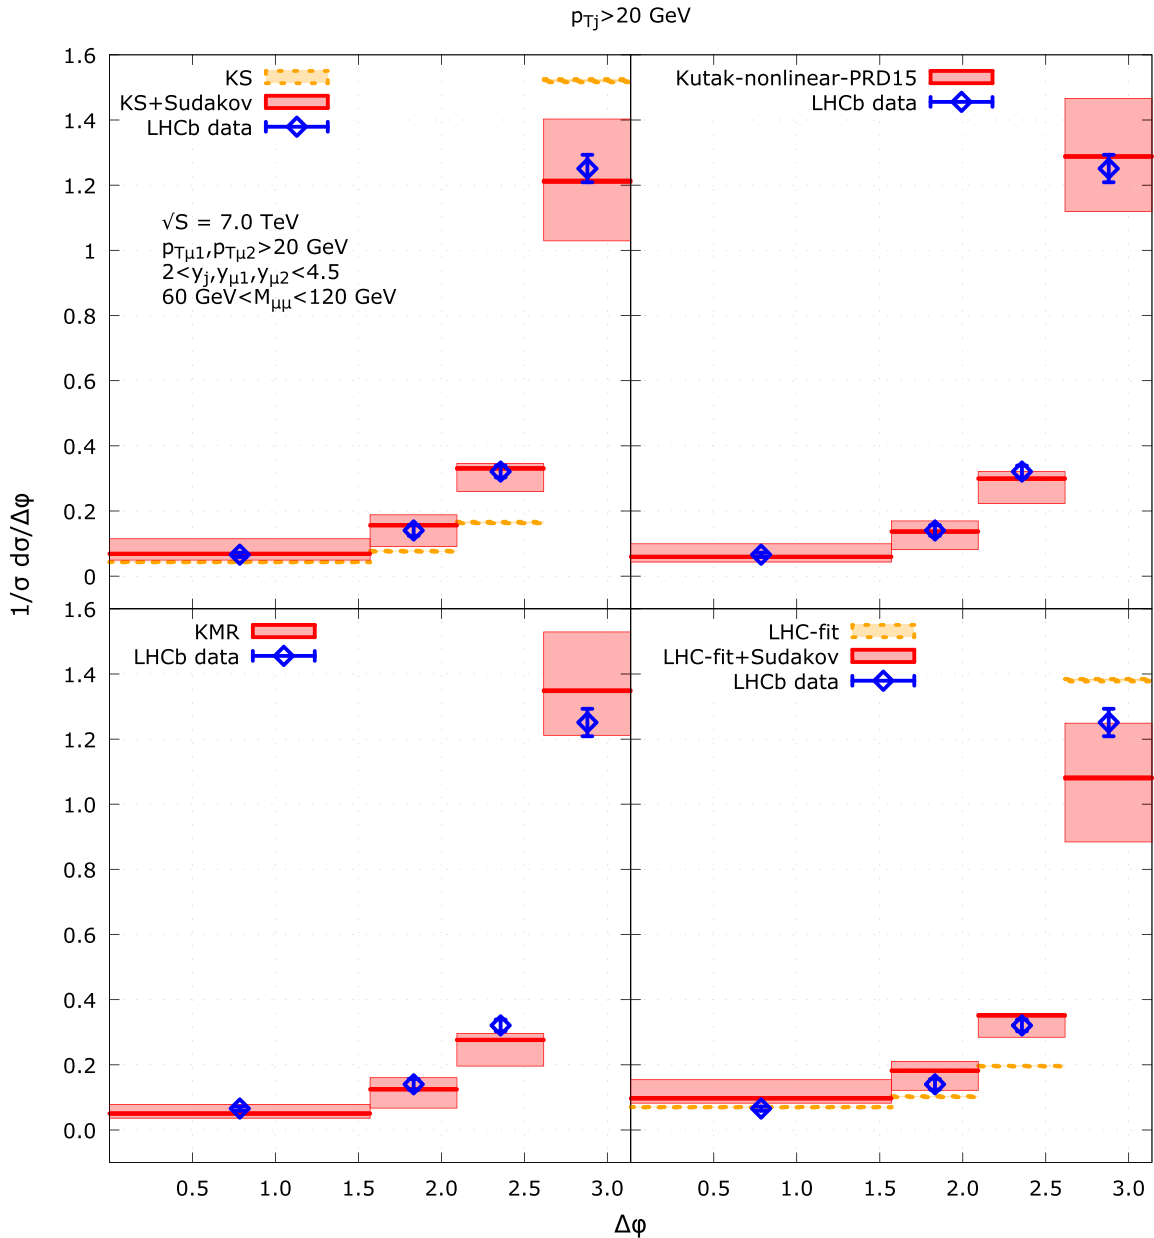 p_Tj>20 GeV
1/σ dσ/Δφ
1.6
1.4
1.2
1
0.8
0.6
0.4
0.2
0
KS
KS+Sudakov
LHCb data
√S = 7.0 TeV
p_Tμ1,p_Tμ2>20 GeV
2<y_j,y_μ1,y_μ2<4.5
60 GeV<M_μμ<120 GeV
Kutak-nonlinear-PRD15
LHCb data
1.6
1.4
1.2
1.0
0.8
0.6
0.4
0.2
0.0
KMR
LHCb data
LHC-fit
LHC-fit+Sudakov
LHCb data
0.5 1.0 1.5 2.0 2.5 3.0 0.5 1.0 1.5 2.0 2.5 3.0
Δφ